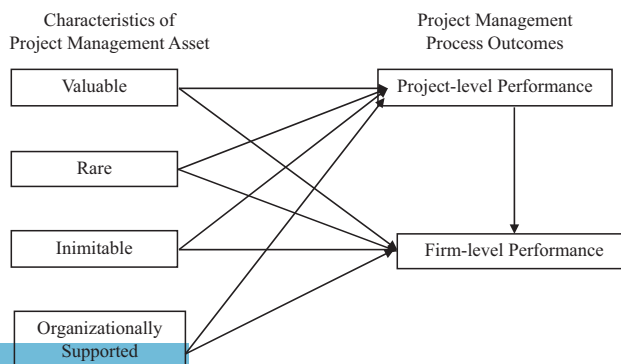 Characteristics of
Project Management Asset
Project Management
Process Outcomes
Valuable
Project-level Performance
Rare
Inimitable
Firm-level Performance
Organizationally
Supported